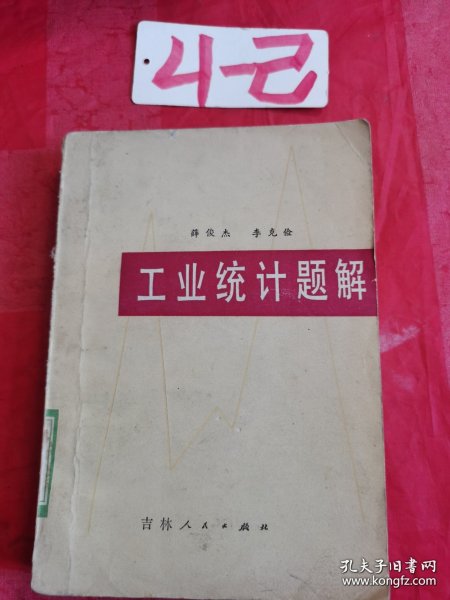 4元
薛俊杰 李克俭
工业统计题解
吉林人民出版社
孔夫子旧书网
www.kongfz.com